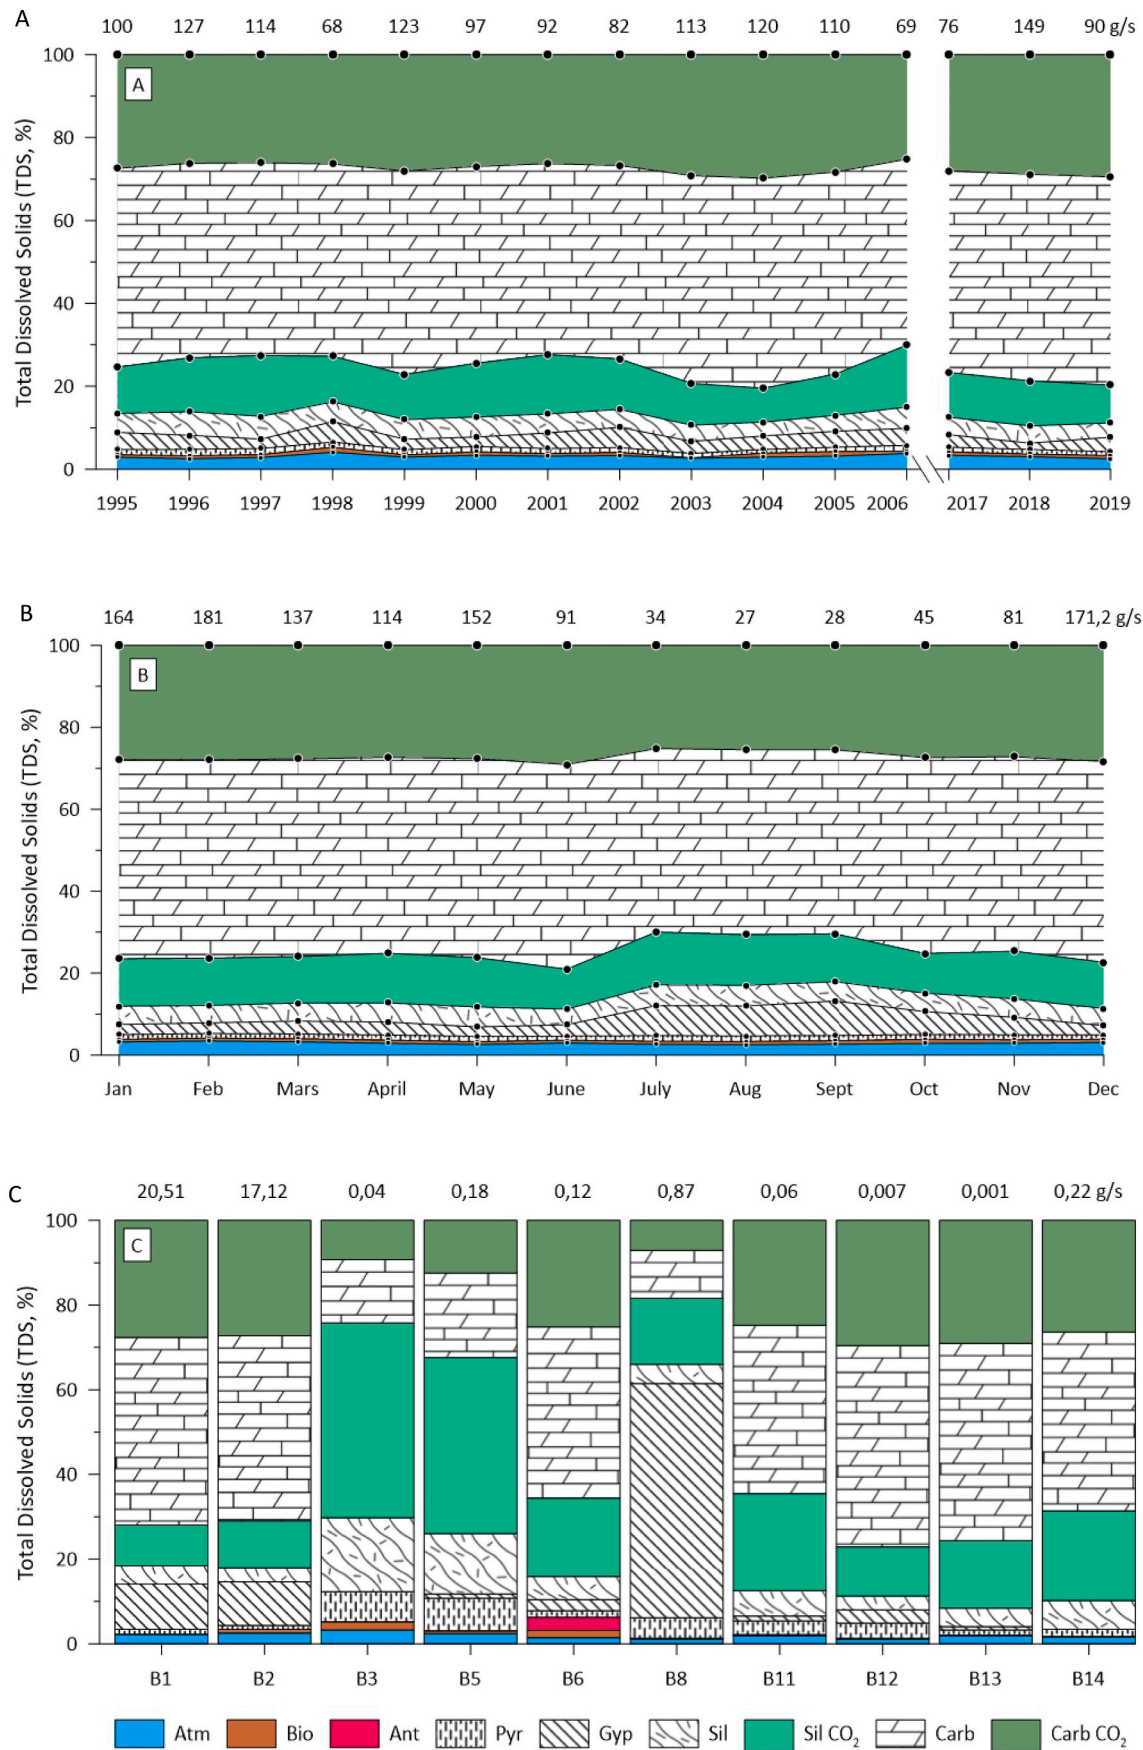 A
100 127 114 68 123 97 92 82 113 120 110 69 76 149 90 g/s
A
Total Dissolved Solids (TDS, %)
100
80
60
40
20
0
1995 1996 1997 1998 1999 2000 2001 2002 2003 2004 2005 2006 2017 2018 2019
B
164 181 137 114 152 91 34 27 28 45 81 171,2 g/s
B
Total Dissolved Solids (TDS, %)
100
80
60
40
20
0
Jan Feb Mars April May June July Aug Sept Oct Nov Dec
C
20,51 17,12 0,04 0,18 0,12 0,87 0,06 0,007 0,001 0,22 g/s
C
Total Dissolved Solids (TDS, %)
100
80
60
40
20
0
B1 B2 B3 B5 B6 B8 B11 B12 B13 B14
Atm Bio Ant Pyr Gyp Sil Sil CO₂ Carb Carb CO₂